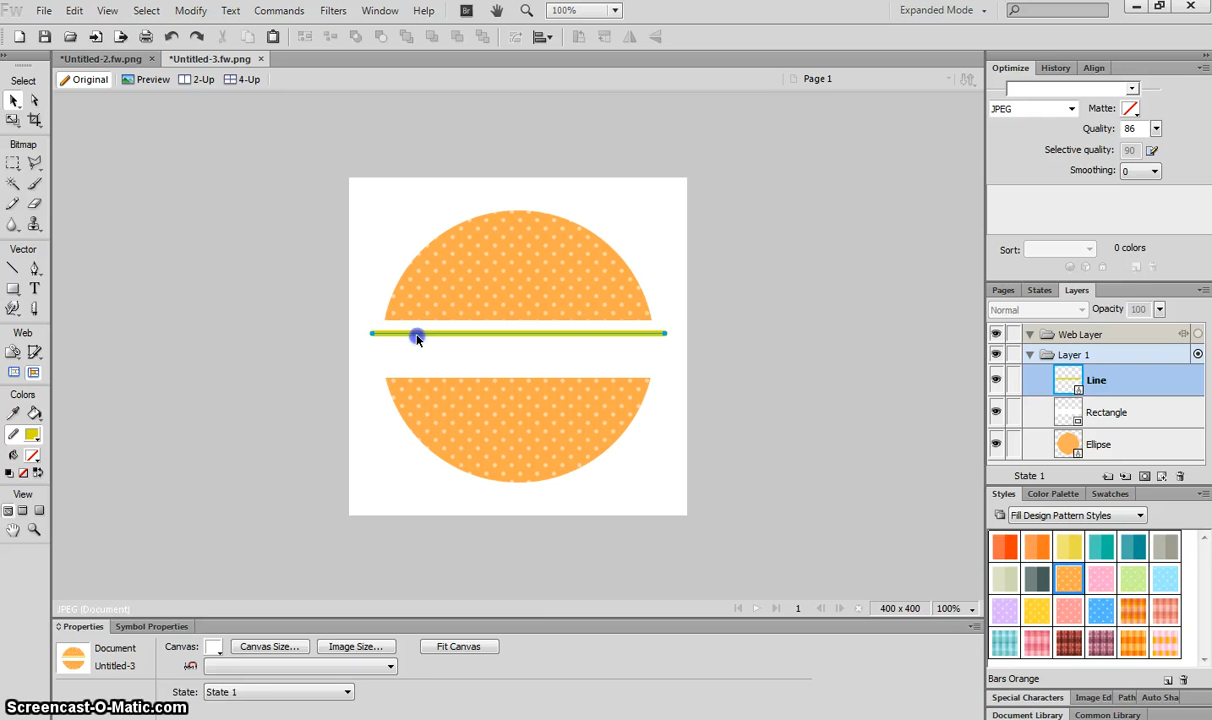 Fw File Edit View Select Modify Text Commands Filters Window Help Br 100% Expanded Mode
*Untitled-2.fw.png *Untitled-3.fw.png
Original Preview 2-Up 4-Up Page 1
Select
Bitmap
Vector
T
Web
Colors
View
Optimize History Align
JPEG Matte:
Quality: 86
Selective quality: 90
Smoothing: 0
Sort: 0 colors
Pages States Layers
Normal Opacity 100
Web Layer
Layer 1
Line
Rectangle
Ellipse
State 1
Styles Color Palette Swatches
Fill Design Pattern Styles
Bars Orange
Special Characters Image Ed Path Auto Sha
Document Library Common Library
JPEG (Document) 1 400 x 400 100%
Properties Symbol Properties
Document
Untitled-3
Canvas: Canvas Size... Image Size... Fit Canvas
State: State 1
Screencast-O-Matic.com